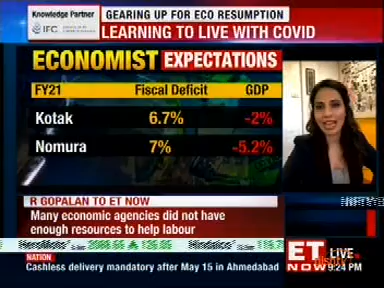 Knowledge Partner
IFC
GEARING UP FOR ECO RESUMPTION
LEARNING TO LIVE WITH COVID
ECONOMIST EXPECTATIONS
FY21 Fiscal Deficit GDP
Kotak 6.7% -2%
Nomura 7% -5.2%
R GOPALAN TO ET NOW
Many economic agencies did not have
enough resources to help labour
ET NOW
LIVE
9:24 PM
NATION
Cashless delivery mandatory after May 15 in Ahmedabad